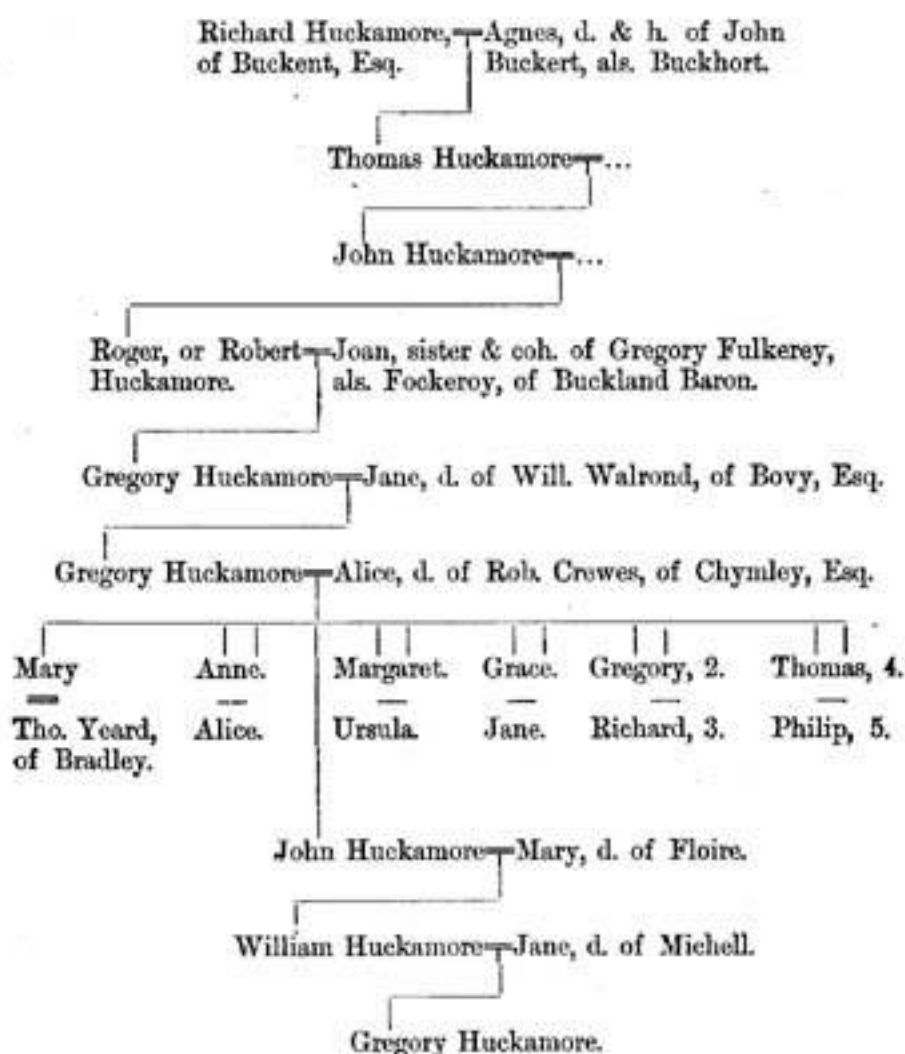 Richard Huckamore, Agnes, d. & h. of John
of Buckent, Esq. Buckert, als. Buckhort.
Thomas Huckamore ...
John Huckamore ...
Roger, or Robert Joan, sister & coh. of Gregory Fulkerey,
Huckamore. als. Fockeroy, of Buckland Baron.
Gregory Huckamore Jane, d. of Will. Walrond, of Bovy, Esq.
Gregory Huckamore Alice, d. of Rob. Crewes, of Chymley, Esq.
Mary Anne. Margaret. Grace. Gregory, 2. Thomas, 4.
Tho. Yeard, Alice. Ursula. Jane. Richard, 3. Philip, 5.
of Bradley.
John Huckamore Mary, d. of Floire.
William Huckamore Jane, d. of Michell.
Gregory Huckamore.